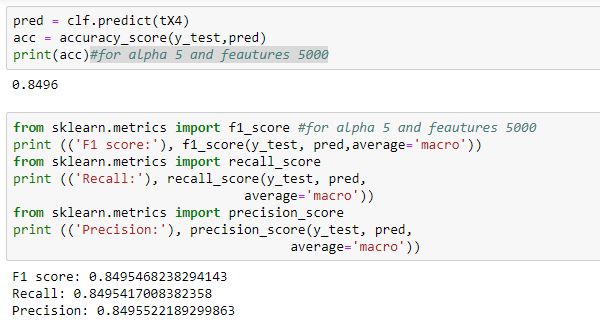 pred = clf.predict(tX4)
acc = accuracy_score(y_test,pred)
print(acc)#for alpha 5 and feautures 5000
0.8496
from sklearn.metrics import f1_score #for alpha 5 and feautures 5000
print (('F1 score:'), f1_score(y_test, pred,average='macro'))
from sklearn.metrics import recall_score
print (('Recall:'), recall_score(y_test, pred,
average='macro'))
from sklearn.metrics import precision_score
print (('Precision:'), precision_score(y_test, pred,
average='macro'))
F1 score: 0.8495468238294143
Recall: 0.8495417008382358
Precision: 0.8495522189299863